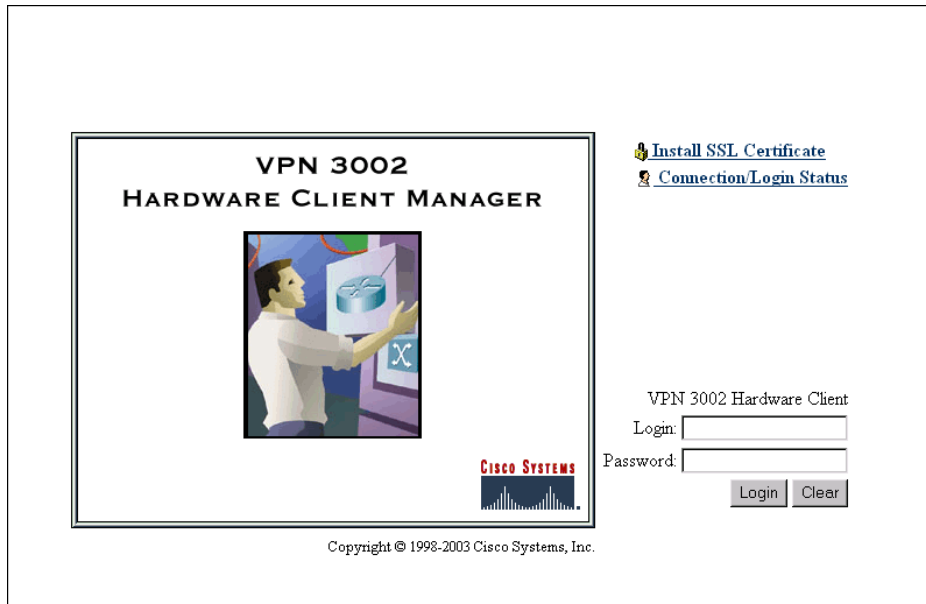 VPN 3002
HARDWARE CLIENT MANAGER
CISCO SYSTEMS
Install SSL Certificate
Connection/Login Status
VPN 3002 Hardware Client
Login:
Password:
Login Clear
Copyright © 1998-2003 Cisco Systems, Inc.